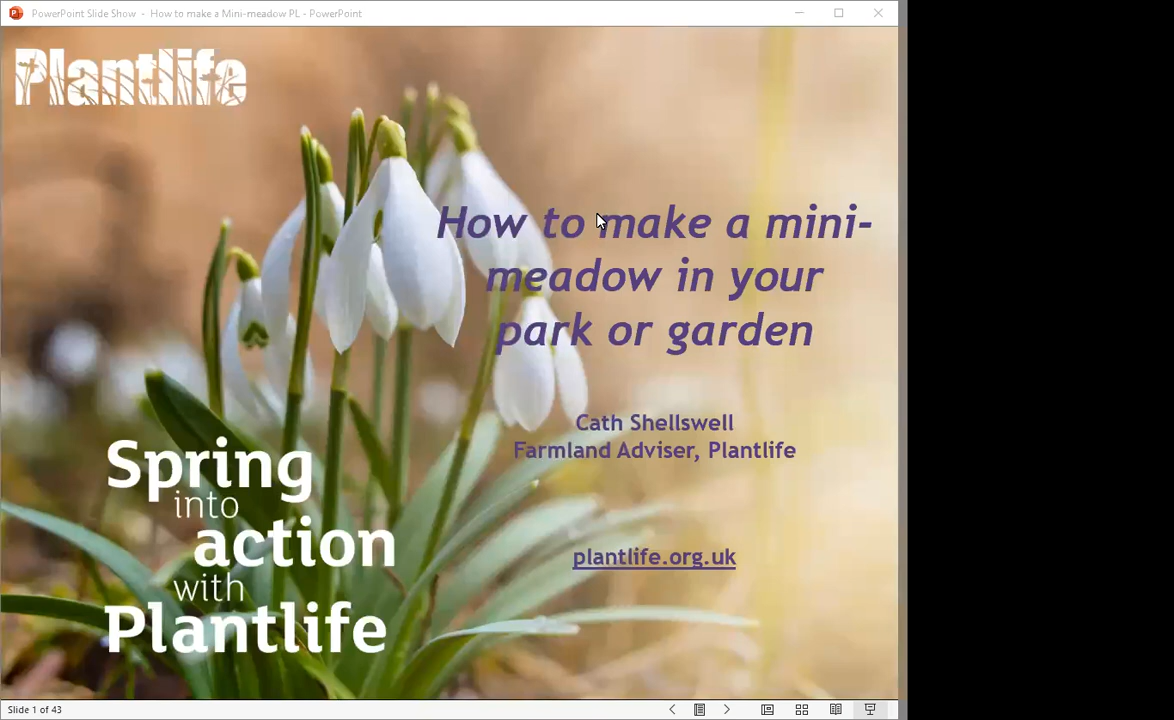 PowerPoint Slide Show - How to make a Mini-meadow PL - PowerPoint
Plantlife
How to make a mini-
meadow in your
park or garden
Cath Shellswell
Farmland Adviser, Plantlife
plantlife.org.uk
Spring
into
action
with
Plantlife
Slide 1 of 43